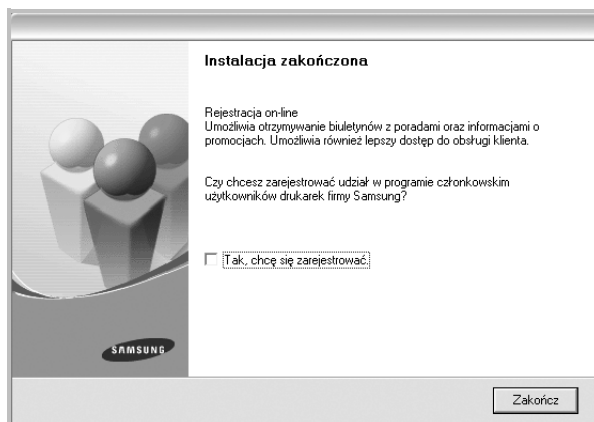 Instalacja zakończona
Rejestracja on-line
Umożliwia otrzymywanie biuletynów z poradami oraz informacjami o
promocjach. Umożliwia również lepszy dostęp do obsługi klienta.
Czy chcesz zarejestrować udział w programie członkowskim
użytkowników drukarek firmy Samsung?
Tak, chcę się zarejestrować.
SAMSUNG
Zakończ